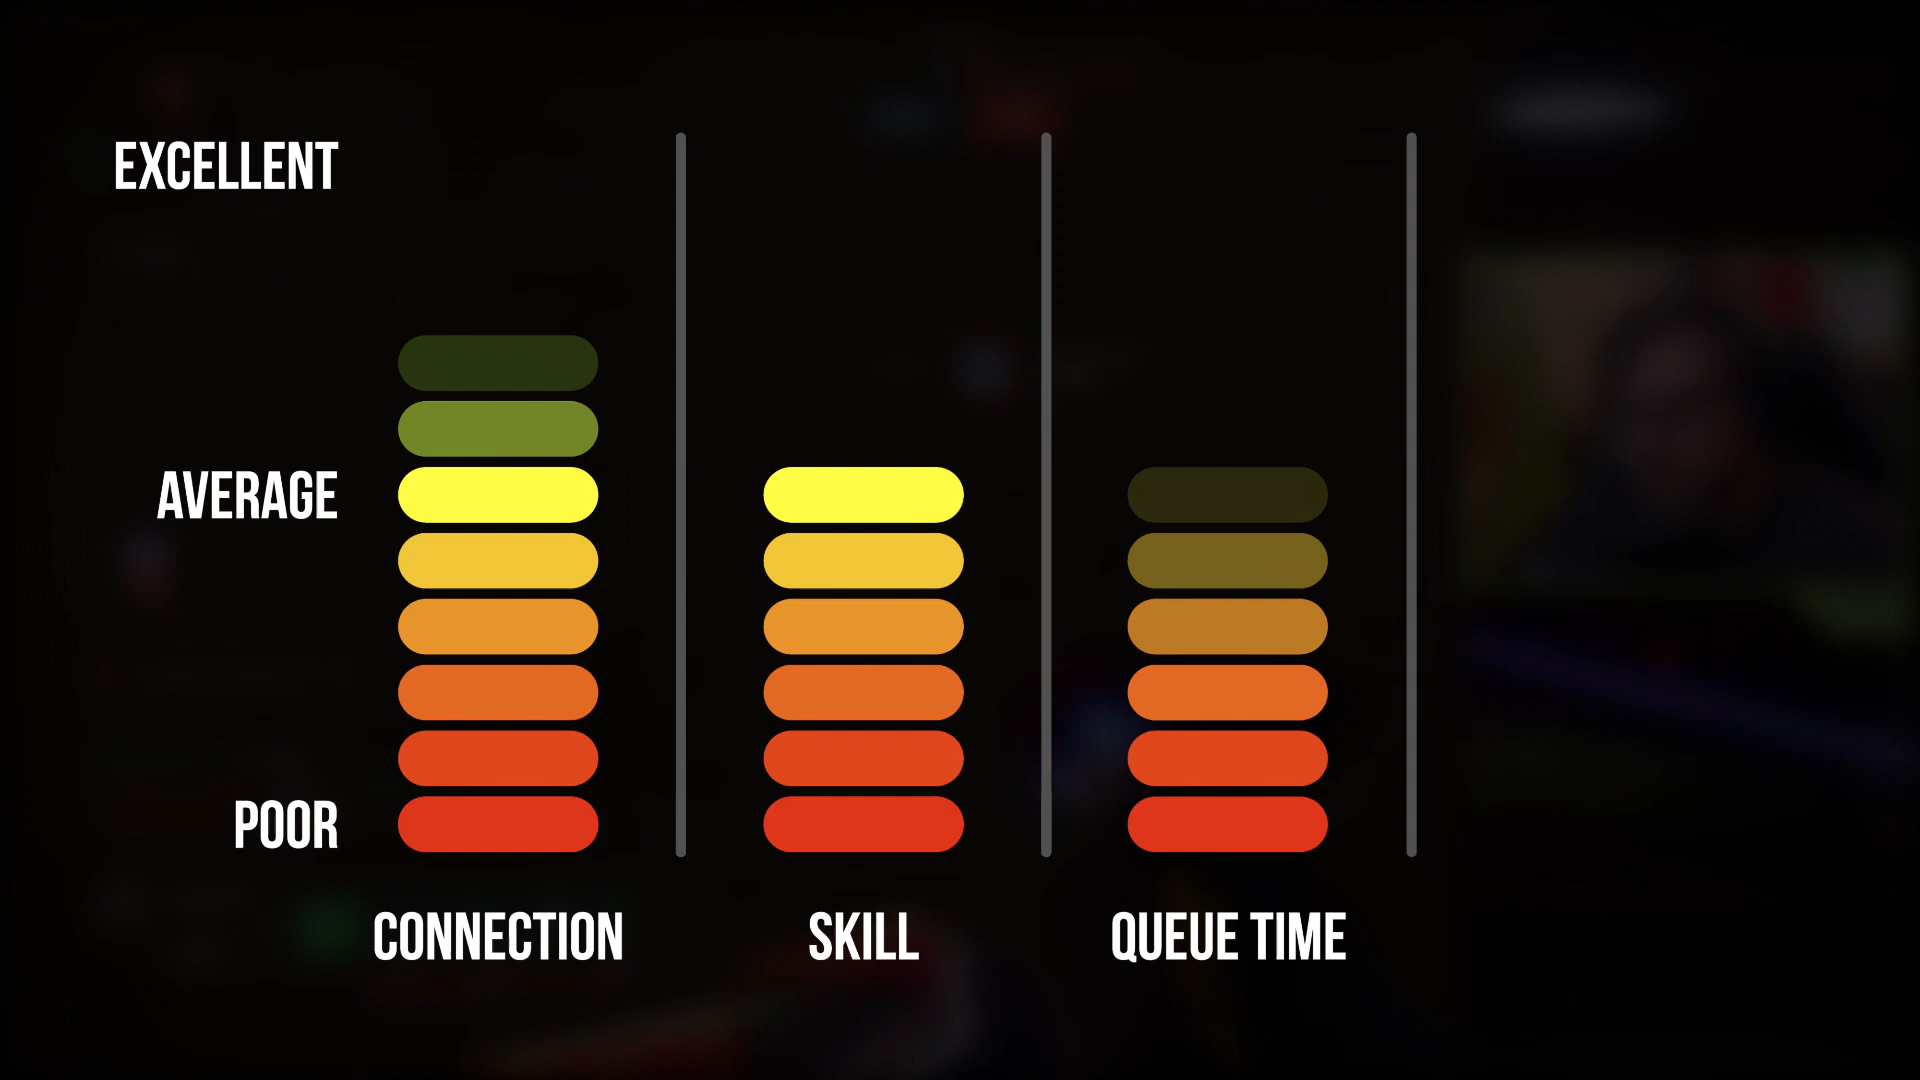 EXCELLENT
AVERAGE
POOR
CONNECTION
SKILL
QUEUE TIME